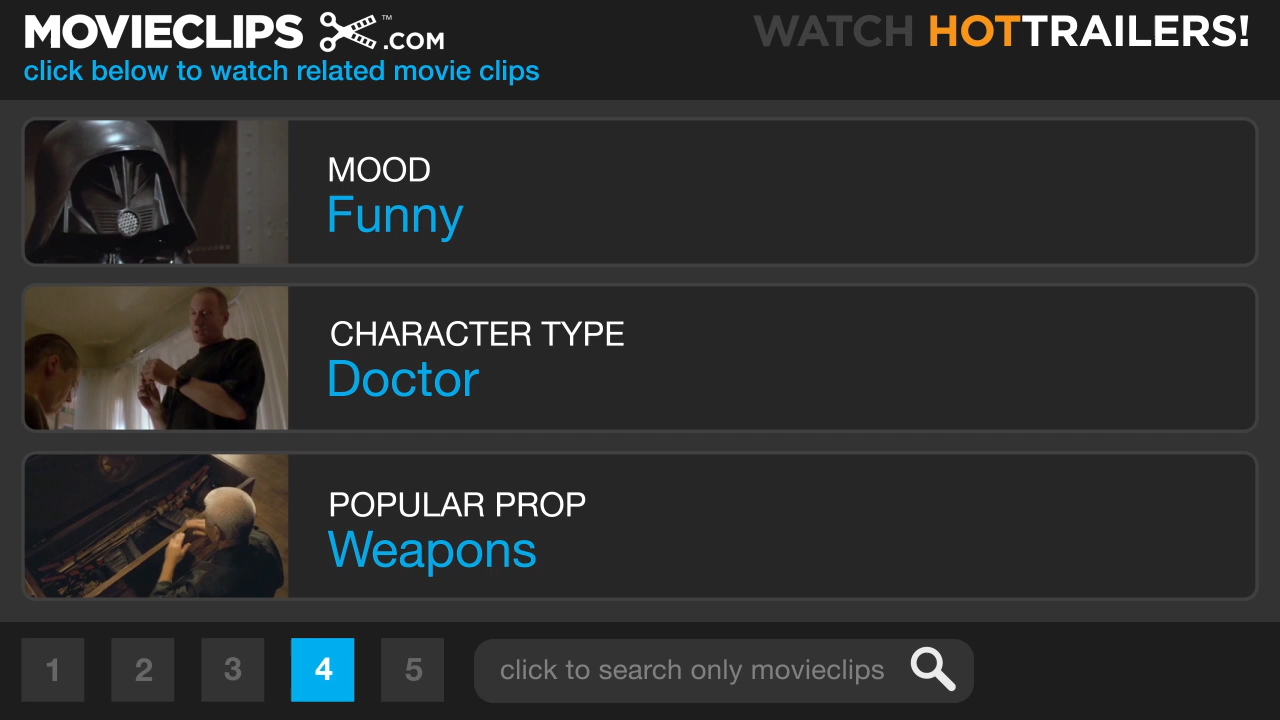 MOVIECLIPS ™ .COM
WATCH HOTTRAILERS!
click below to watch related movie clips
MOOD
Funny
CHARACTER TYPE
Doctor
POPULAR PROP
Weapons
1 2 3 4 5
click to search only movieclips